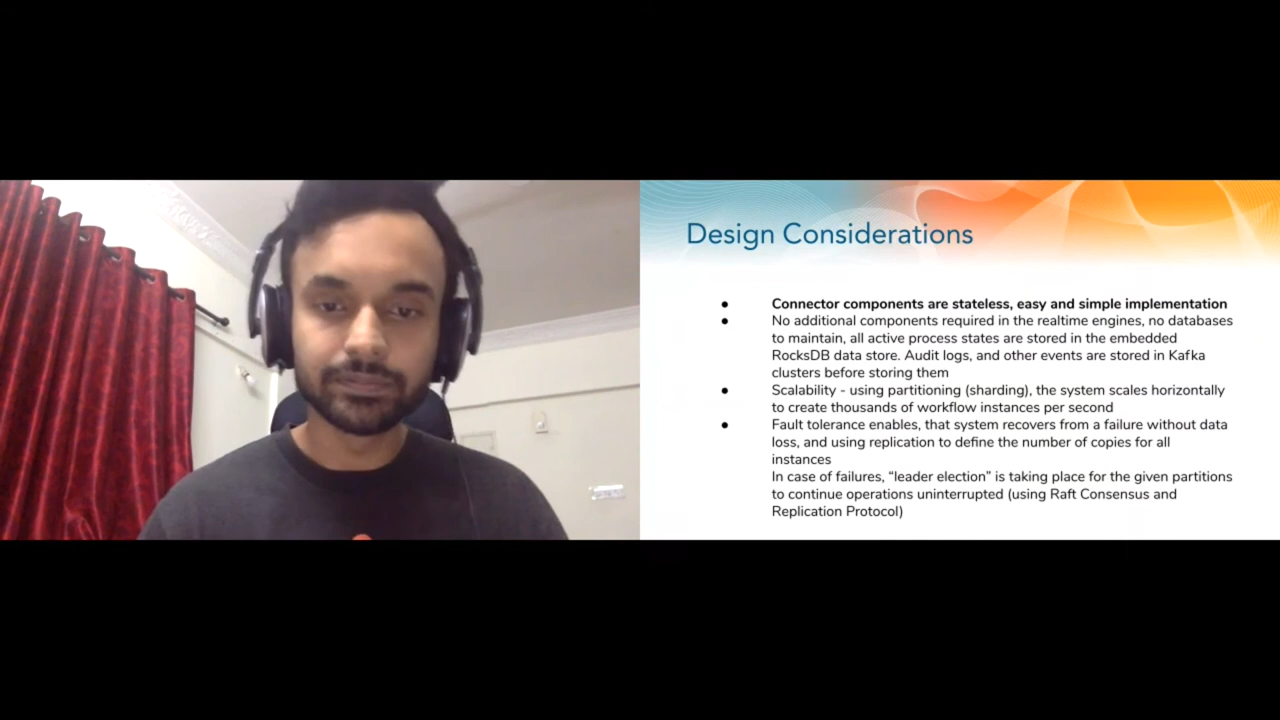 Design Considerations
● Connector components are stateless, easy and simple implementation
● No additional components required in the realtime engines, no databases
to maintain, all active process states are stored in the embedded
RocksDB data store. Audit logs, and other events are stored in Kafka
clusters before storing them
● Scalability - using partitioning (sharding), the system scales horizontally
to create thousands of workflow instances per second
● Fault tolerance enables, that system recovers from a failure without data
loss, and using replication to define the number of copies for all
instances
In case of failures, “leader election” is taking place for the given partitions
to continue operations uninterrupted (using Raft Consensus and
Replication Protocol)